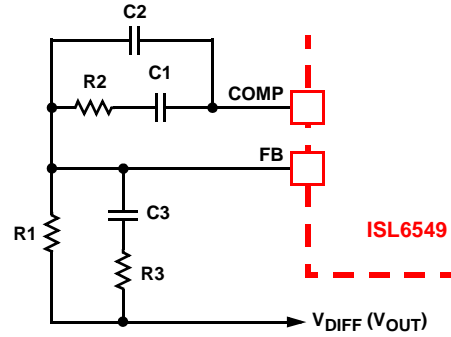 C2
C1
R2
COMP
FB
C3
R1
ISL6549
R3
VDIFF (VOUT)